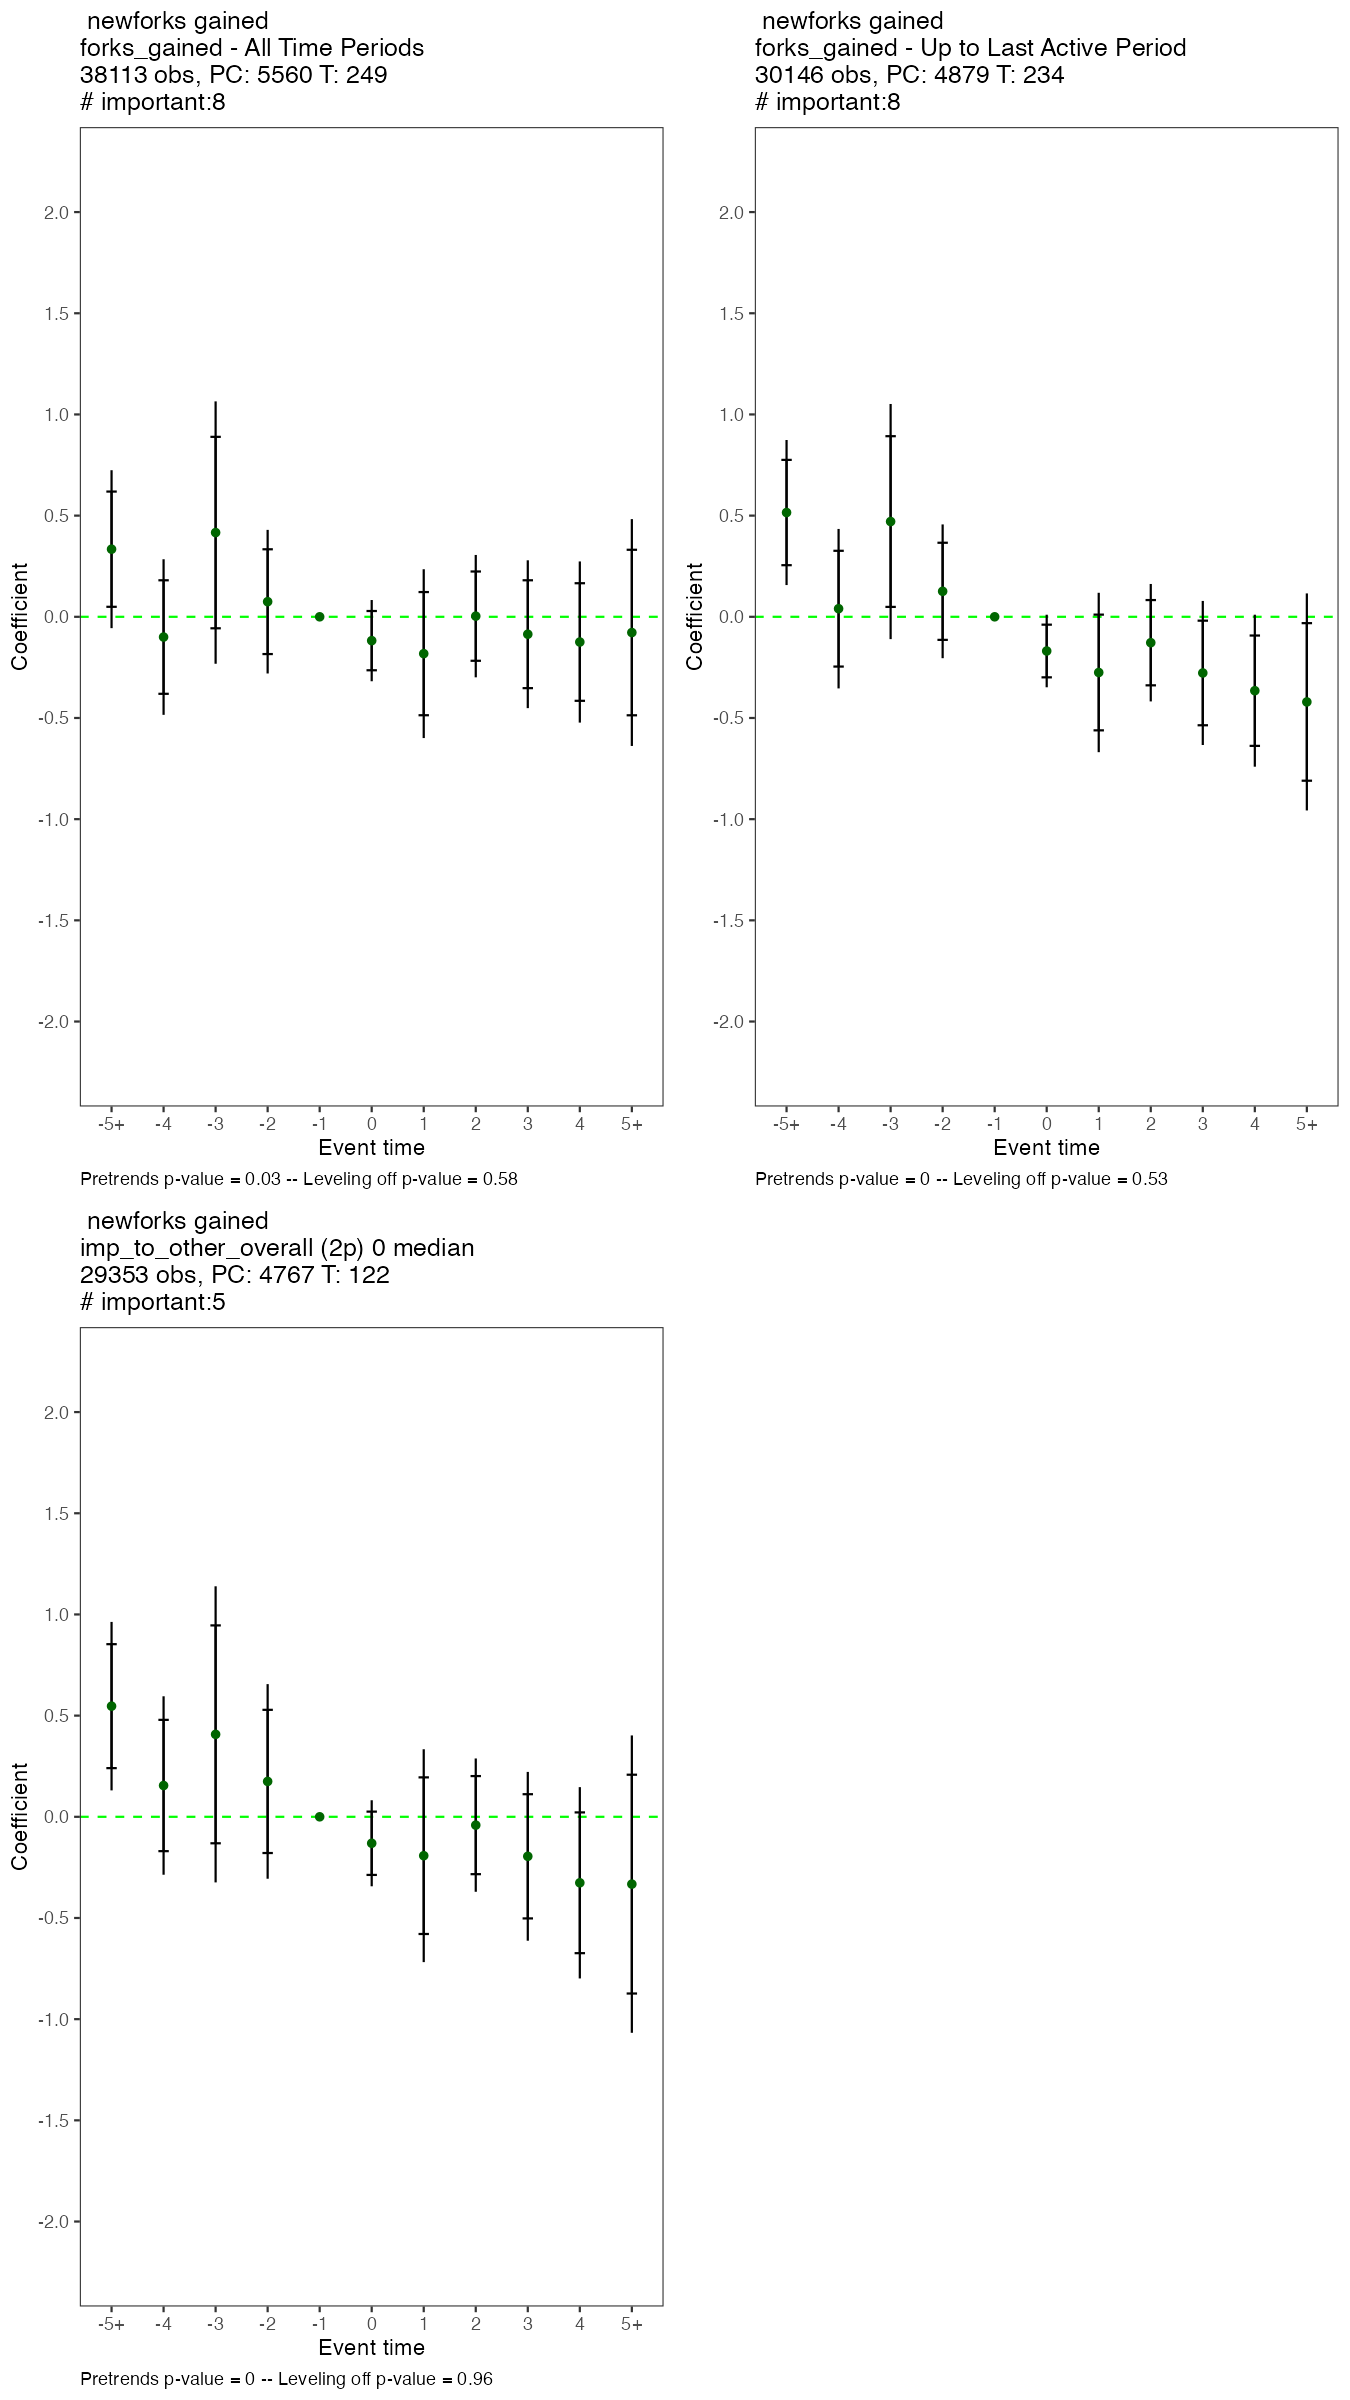 newforks gained
forks_gained - All Time Periods
38113 obs, PC: 5560 T: 249
# important:8
2.0
1.5
1.0
0.5
0.0
-0.5
-1.0
-1.5
-2.0
Coefficient
-5+ -4 -3 -2 -1 0 1 2 3 4 5+
Event time
Pretrends p-value = 0.03 -- Leveling off p-value = 0.58
newforks gained
forks_gained - Up to Last Active Period
30146 obs, PC: 4879 T: 234
# important:8
2.0
1.5
1.0
0.5
0.0
-0.5
-1.0
-1.5
-2.0
Coefficient
-5+ -4 -3 -2 -1 0 1 2 3 4 5+
Event time
Pretrends p-value = 0 -- Leveling off p-value = 0.53
newforks gained
imp_to_other_overall (2p) 0 median
29353 obs, PC: 4767 T: 122
# important:5
2.0
1.5
1.0
0.5
0.0
-0.5
-1.0
-1.5
-2.0
Coefficient
-5+ -4 -3 -2 -1 0 1 2 3 4 5+
Event time
Pretrends p-value = 0 -- Leveling off p-value = 0.96